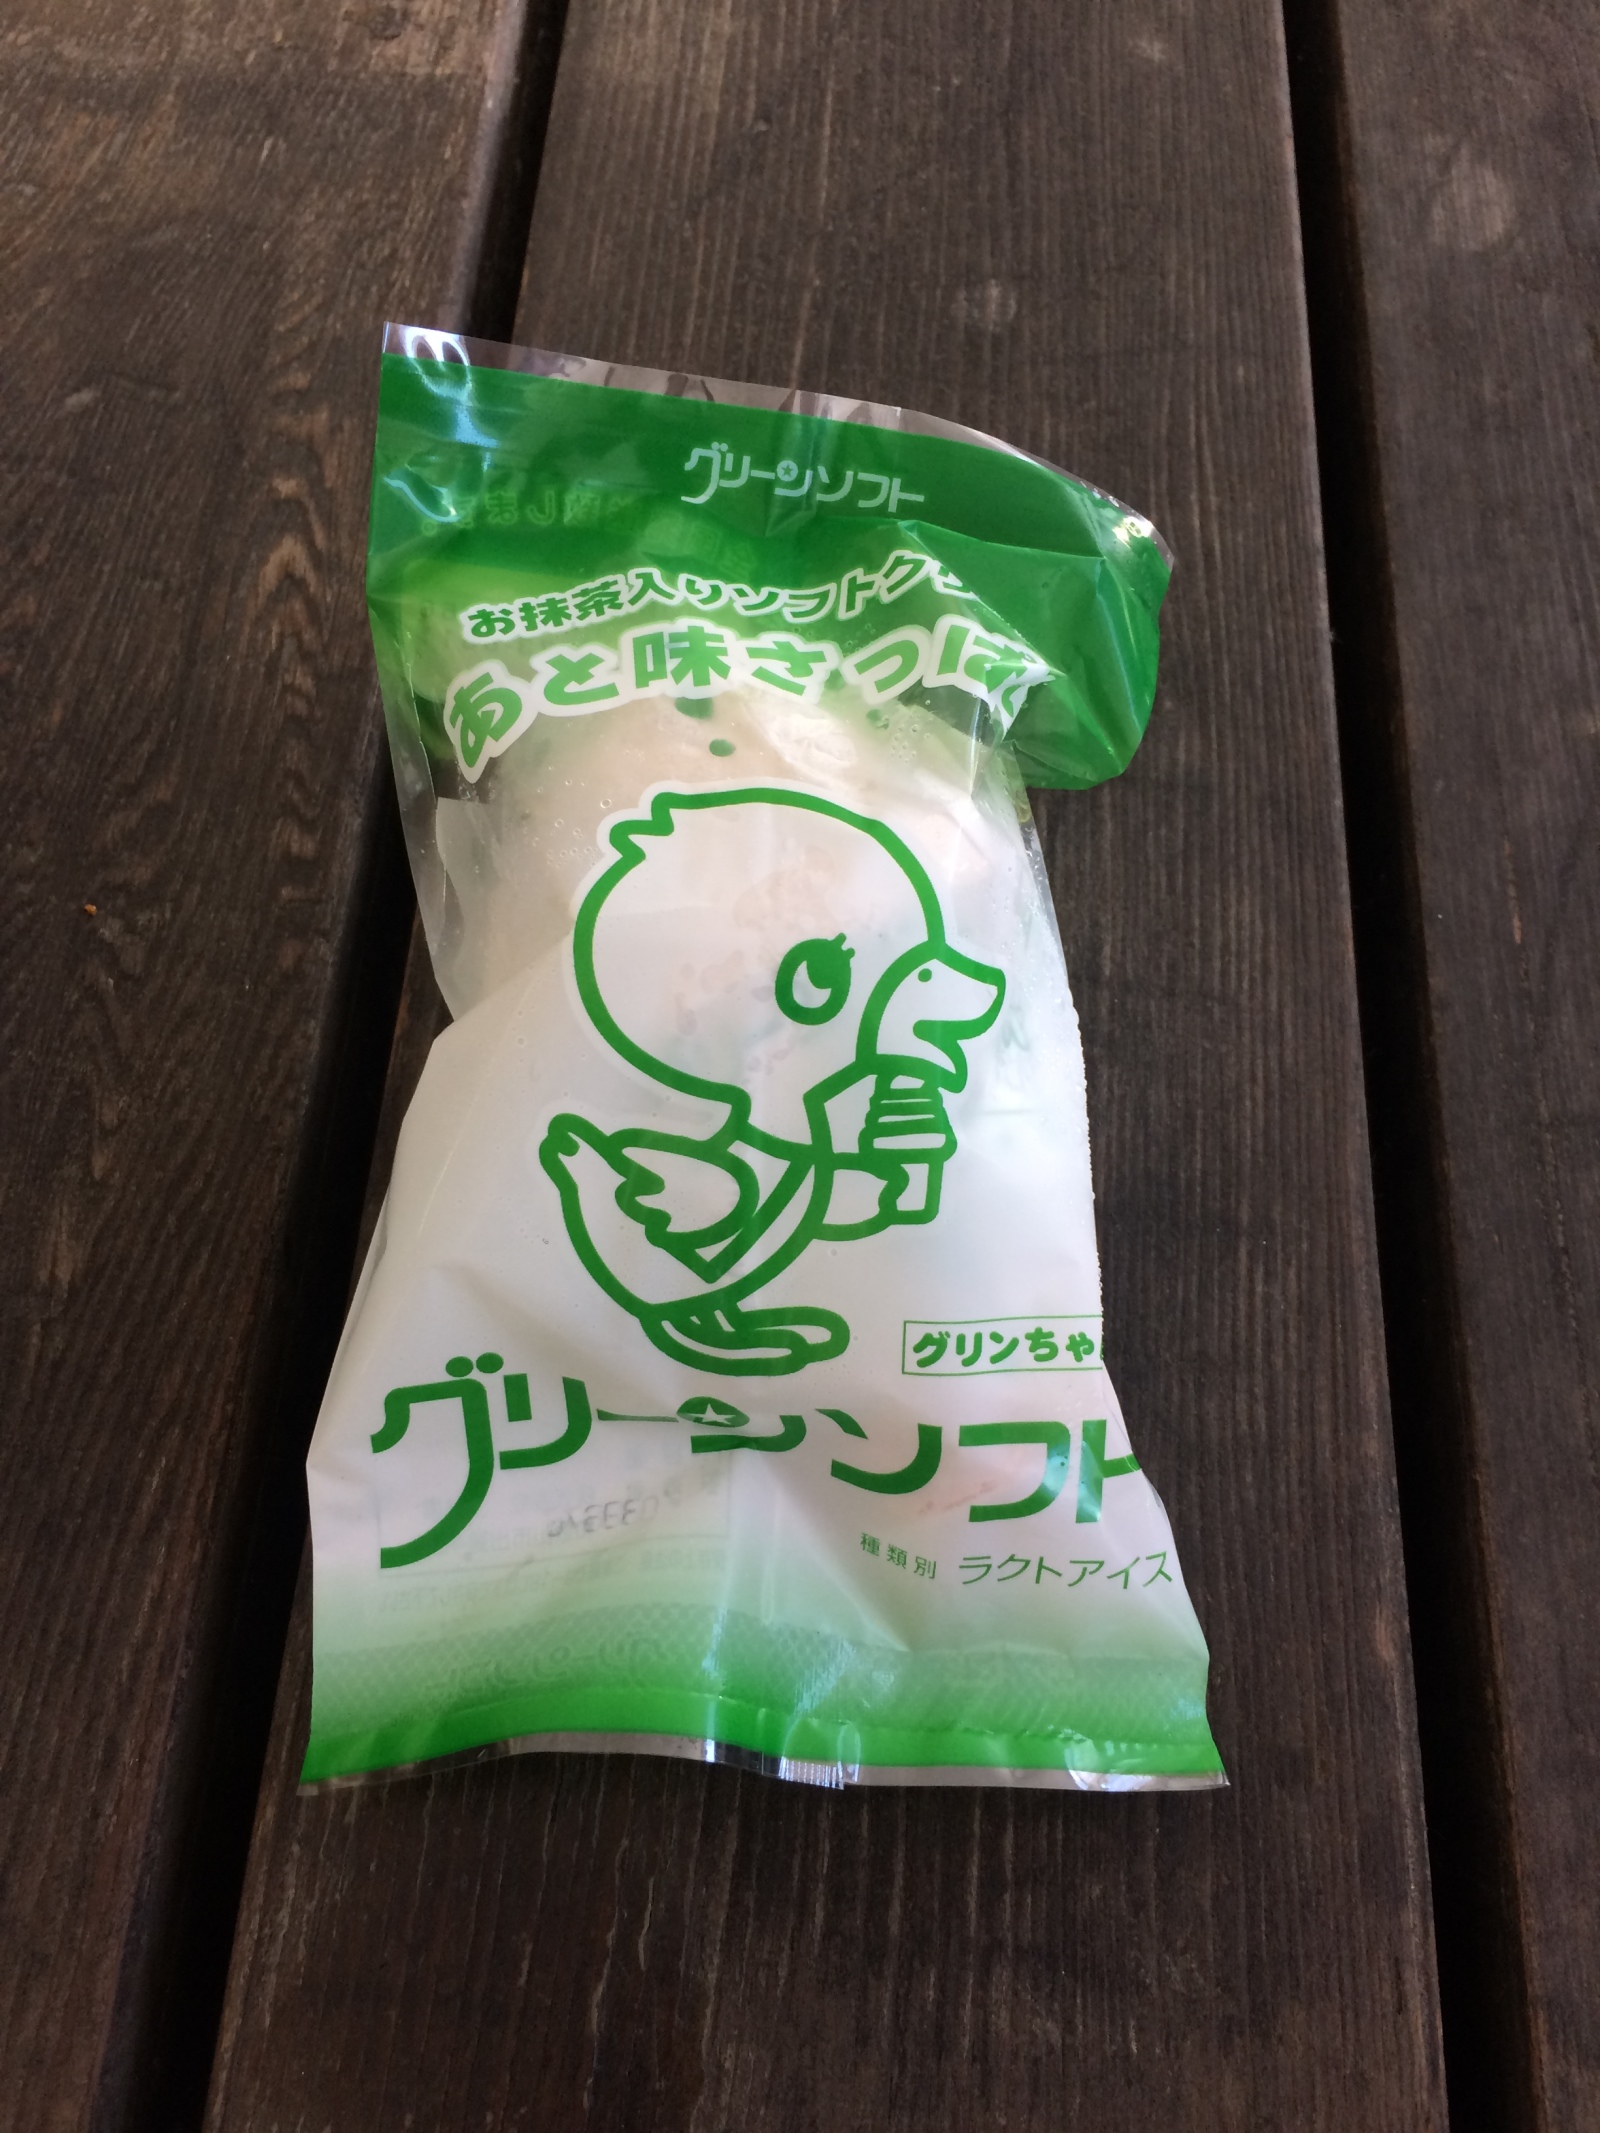 グリーンソフト
お抹茶入りソフトク
あと味さっぱ
グリンちゃ
グリーンソフト
種類別 ラクトアイス